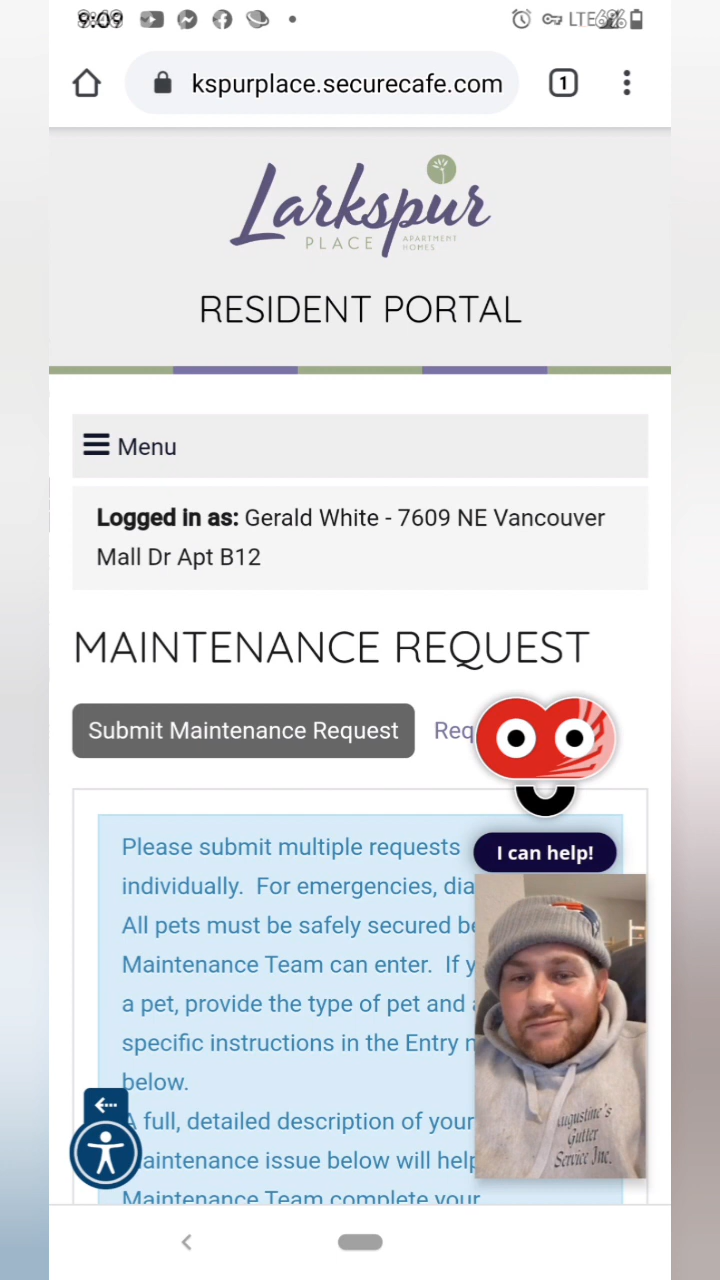 9:09
LTE
kspurplace.securecafe.com
1
Larkspur
PLACE
APARTMENT
HOMES
RESIDENT PORTAL
Menu
Logged in as: Gerald White - 7609 NE Vancouver
Mall Dr Apt B12
MAINTENANCE REQUEST
Submit Maintenance Request
Req
I can help!
Please submit multiple requests
individually. For emergencies, dia
All pets must be safely secured be
Maintenance Team can enter. If y
a pet, provide the type of pet and
specific instructions in the Entry n
below.
A full, detailed description of your
aintenance issue below will help
Maintenance Team complete your
Augustine's
Gutter
Service Inc.